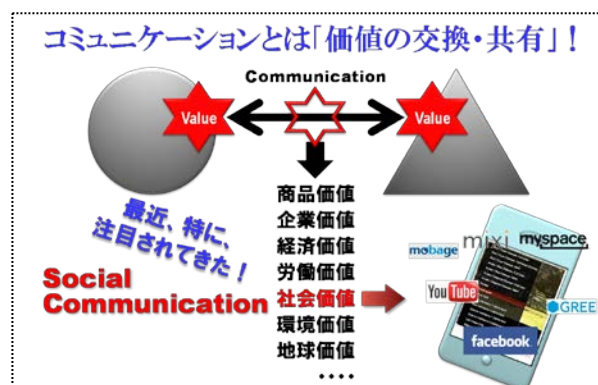 コミュニケーションとは「価値の交換・共有」!
Communication
Value
Value
商品価値
企業価値
経済価値
労働価値
社会価値
環境価値
地球価値
・・・・
最近、特に、
注目されてきた!
Social
Communication
mobage
mixi
myspace
YouTube
GREE
facebook